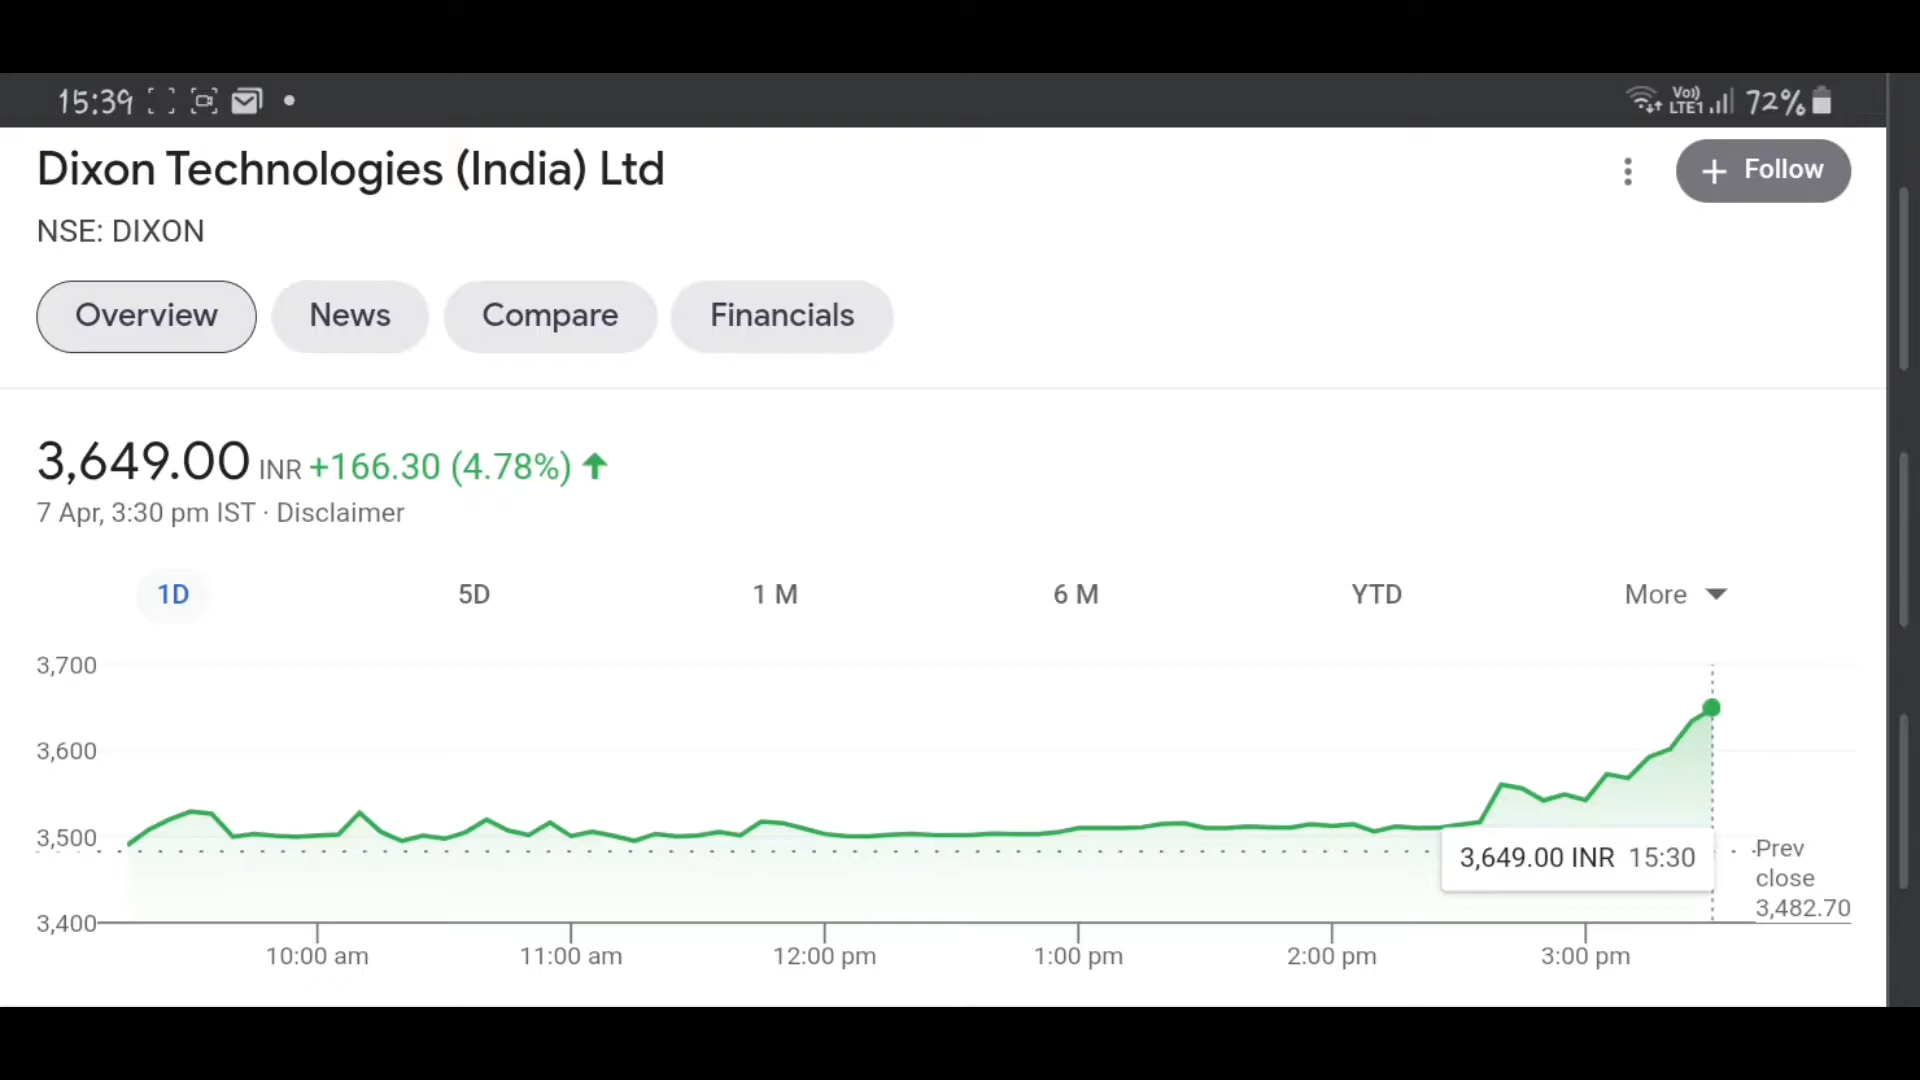 15:39 Vo)) LTE1 72%
Dixon Technologies (India) Ltd
+ Follow
NSE: DIXON
Overview News Compare Financials
3,649.00 INR +166.30 (4.78%)
7 Apr, 3:30 pm IST · Disclaimer
1D 5D 1 M 6 M YTD More
3,700
3,600
3,500
3,400
3,649.00 INR 15:30
Prev
close
3,482.70
10:00 am 11:00 am 12:00 pm 1:00 pm 2:00 pm 3:00 pm